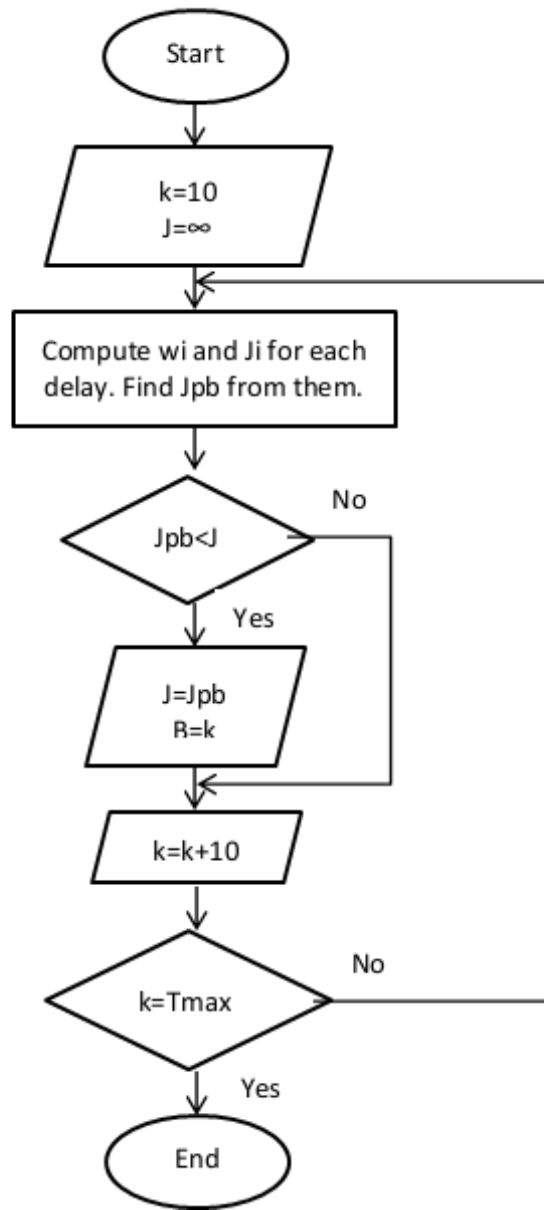 Start
k=10
J=∞
Compute wi and Ji for each
delay. Find Jpb from them.
Jpb<J
No
Yes
J=Jpb
B=k
k=k+10
k=Tmax
No
Yes
End